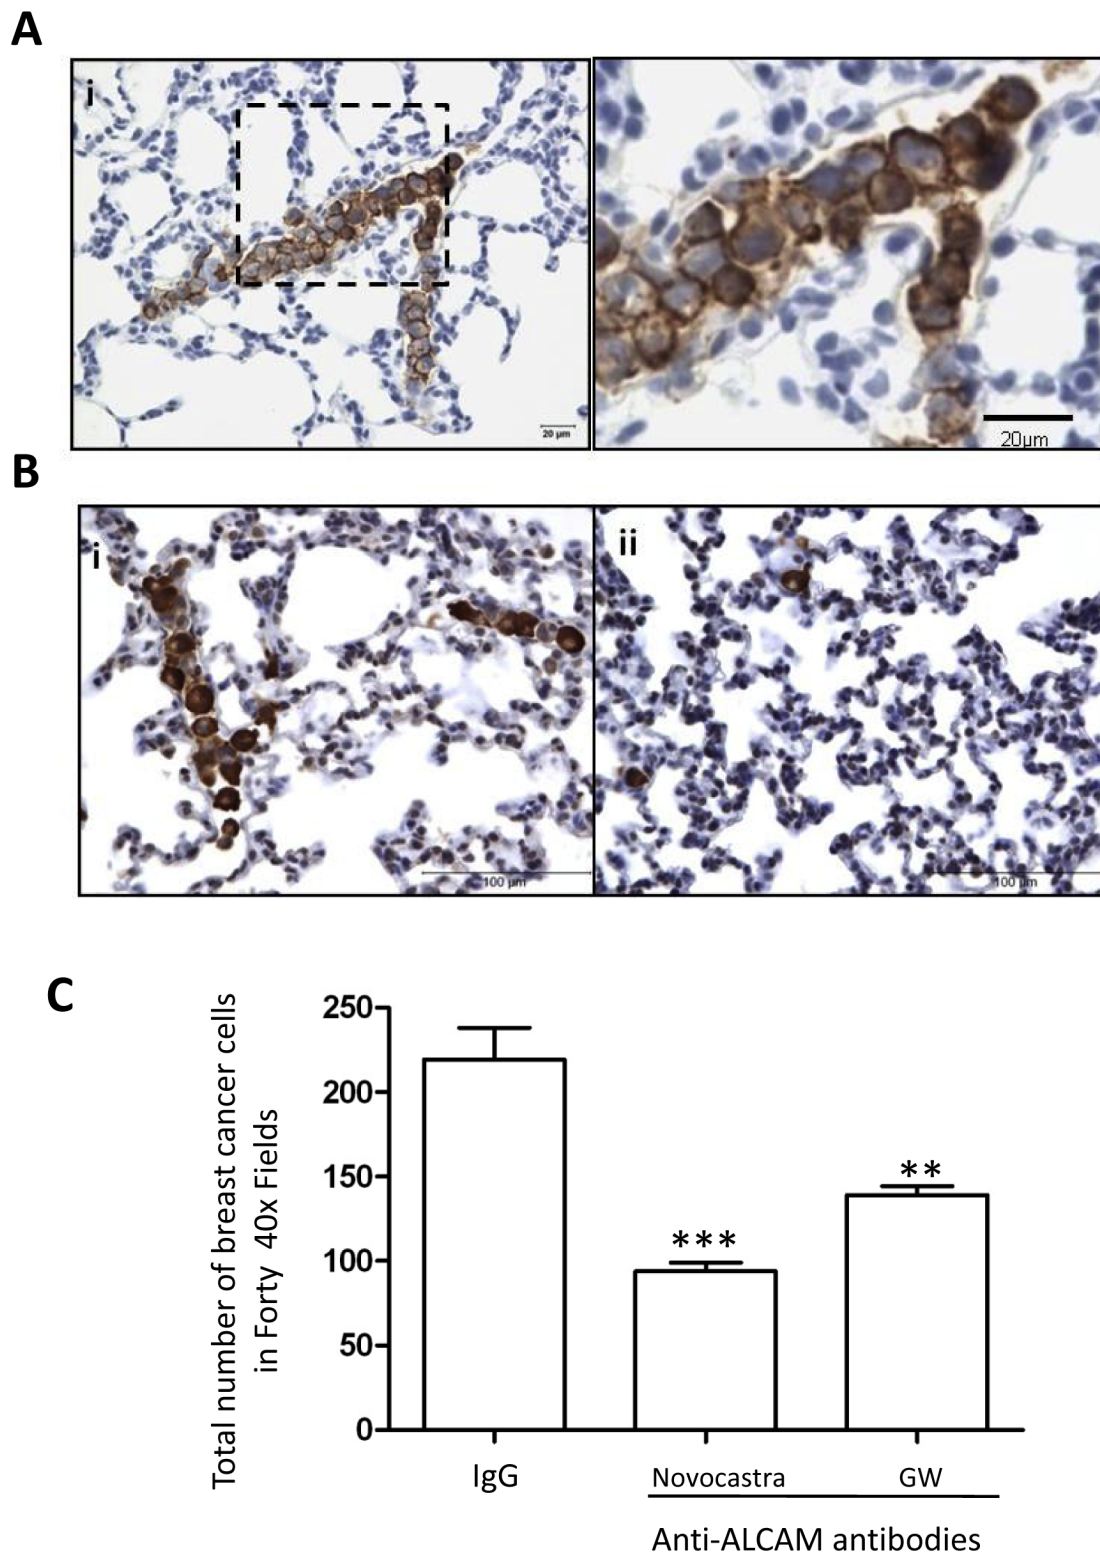 A
i
20 µm
20µm
B
i
ii
100 µm
100 µm
C
Total number of breast cancer cells
in Forty 40x Fields
250
200
150
100
50
0
***
**
IgG
Novocastra
GW
Anti-ALCAM antibodies